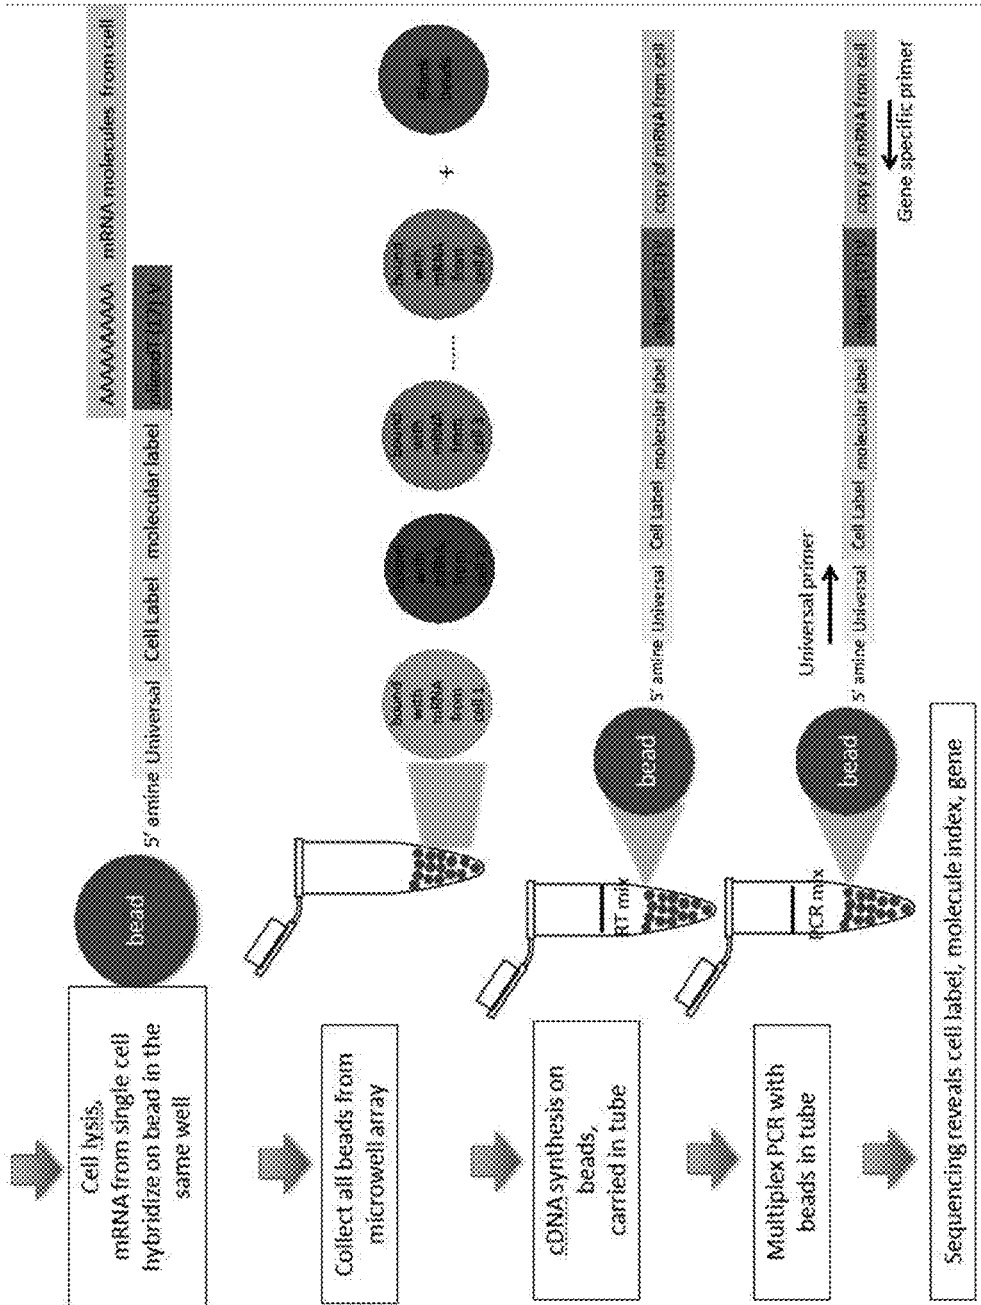 Cell lysis,
mRNA from single cell
hybridize on bead in the
same well
bead
5' amine Universal Cell Label molecular label
AAAAAAAAAA mRNA molecules from cell
Collect all beads from
microwell array
......
+
cDNA synthesis on
beads,
carried in tube
RT mix
bead
5' amine Universal Cell Label molecular label
copy of mRNA from cell
Multiplex PCR with
beads in tube
PCR mix
bead
Universal primer
5' amine Universal Cell Label molecular label
copy of mRNA from cell
Gene specific primer
Sequencing reveals cell label, molecule index, gene